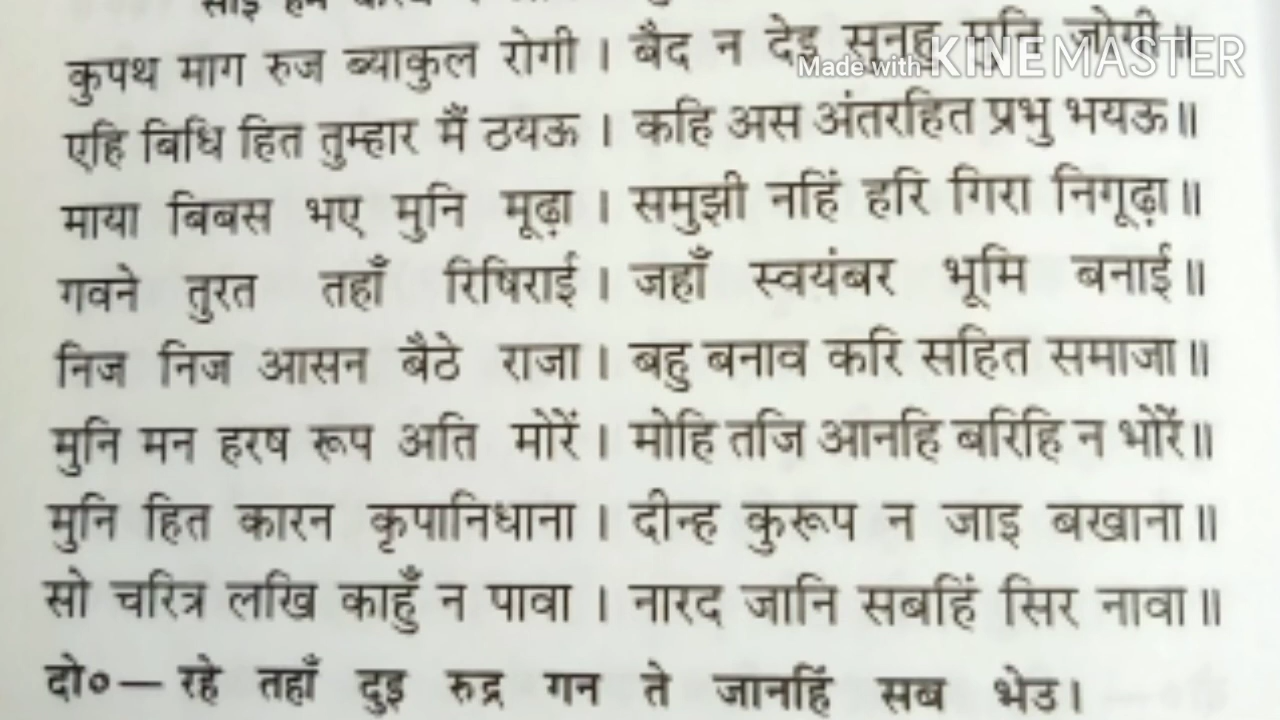 कुपथ माग रुज ब्याकुल रोगी । बैद न देइ सुनहु मुनि जोगी ॥
Made with KINEMASTER
एहि बिधि हित तुम्हार मैं ठयऊ । कहि अस अंतरहित प्रभु भयऊ ॥
माया बिबस भए मुनि मूढ़ा । समुझी नहिं हरि गिरा निगूढ़ा ॥
गवने तुरत तहाँ रिषिराई । जहाँ स्वयंबर भूमि बनाई ॥
निज निज आसन बैठे राजा । बहु बनाव करि सहित समाजा ॥
मुनि मन हरष रूप अति मोरें । मोहि तजि आनहि बरिहि न भोरें ॥
मुनि हित कारन कृपानिधाना । दीन्ह कुरूप न जाइ बखाना ॥
सो चरित्र लखि काहुँ न पावा । नारद जानि सबहिं सिर नावा ॥
दो०— रहे तहाँ दुइ रुद्र गन ते जानहिं सब भेउ ।